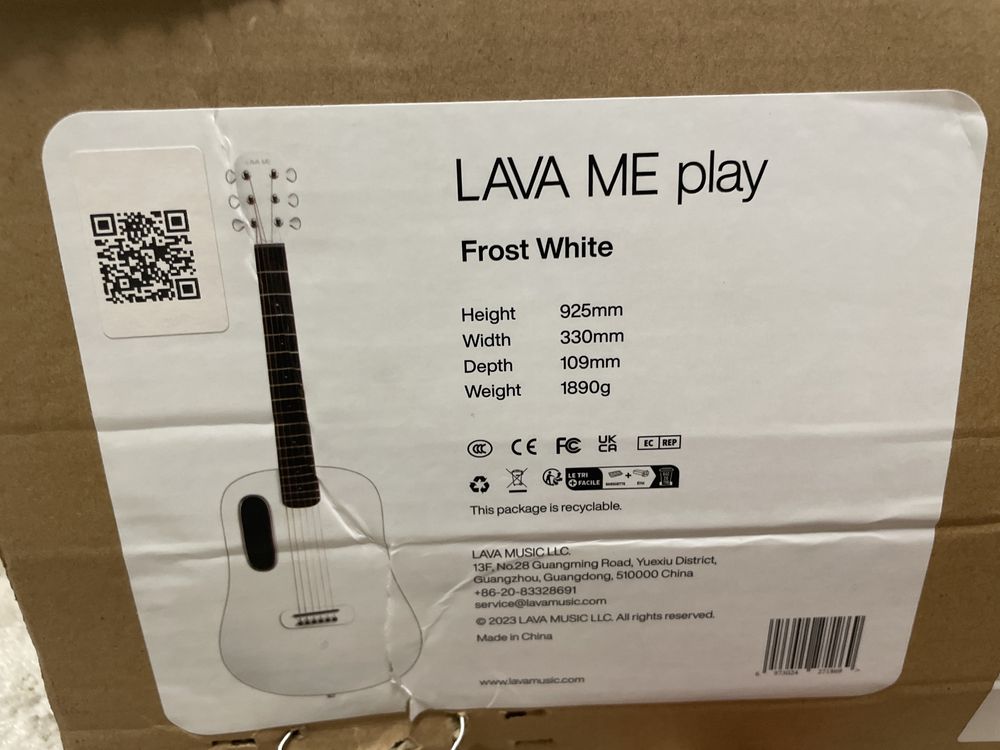 LAVA ME
LAVA ME play
Frost White
Height 925mm
Width 330mm
Depth 109mm
Weight 1890g
CCC CE FC UK CA EC REP
LE TRI
+ FACILE
+
This package is recyclable.
LAVA MUSIC LLC.
13F, No.28 Guangming Road, Yuexiu District,
Guangzhou, Guangdong, 510000 China
+86-20-83328691
service@lavamusic.com
© 2023 LAVA MUSIC LLC. All rights reserved.
Made in China
www.lavamusic.com